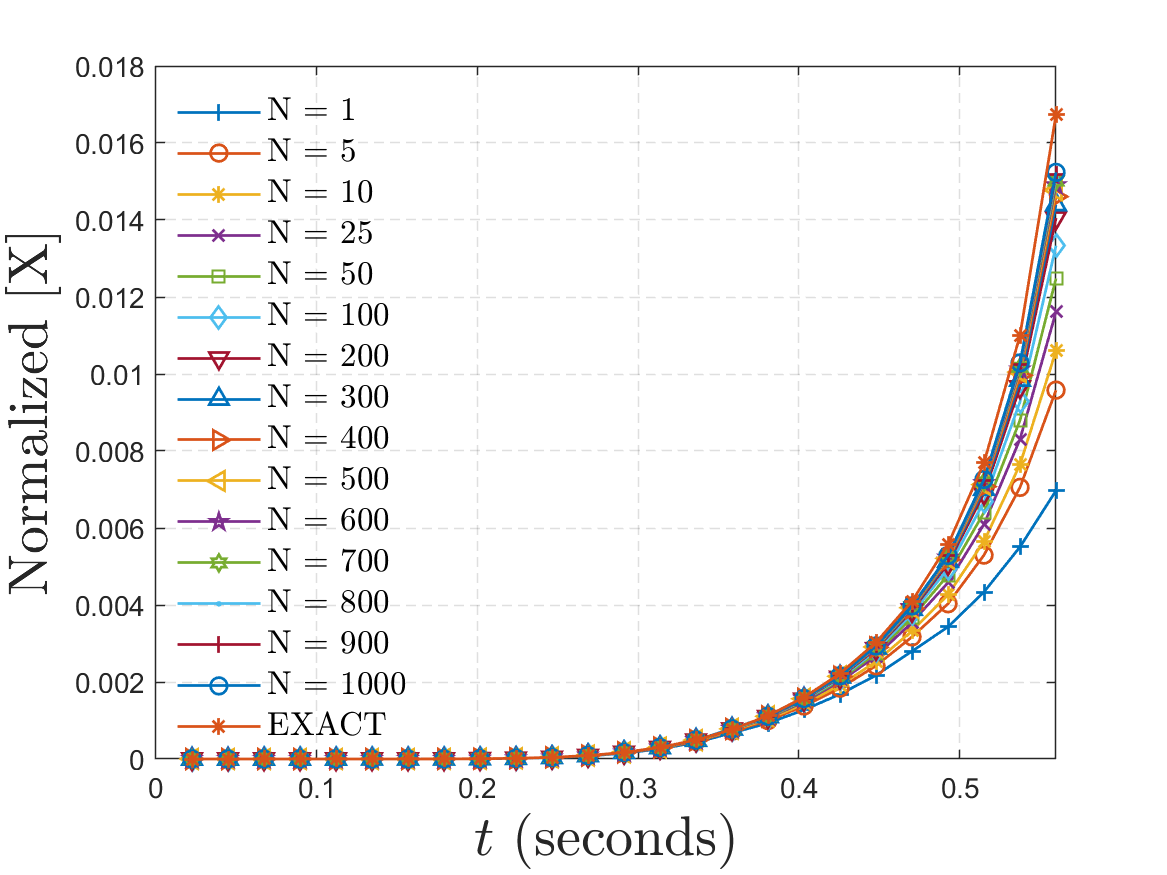 0.018
0.016
0.014
0.012
0.01
0.008
0.006
0.004
0.002
0
Normalized [X]
N = 1
N = 5
N = 10
N = 25
N = 50
N = 100
N = 200
N = 300
N = 400
N = 500
N = 600
N = 700
N = 800
N = 900
N = 1000
EXACT
0 0.1 0.2 0.3 0.4 0.5
t (seconds)